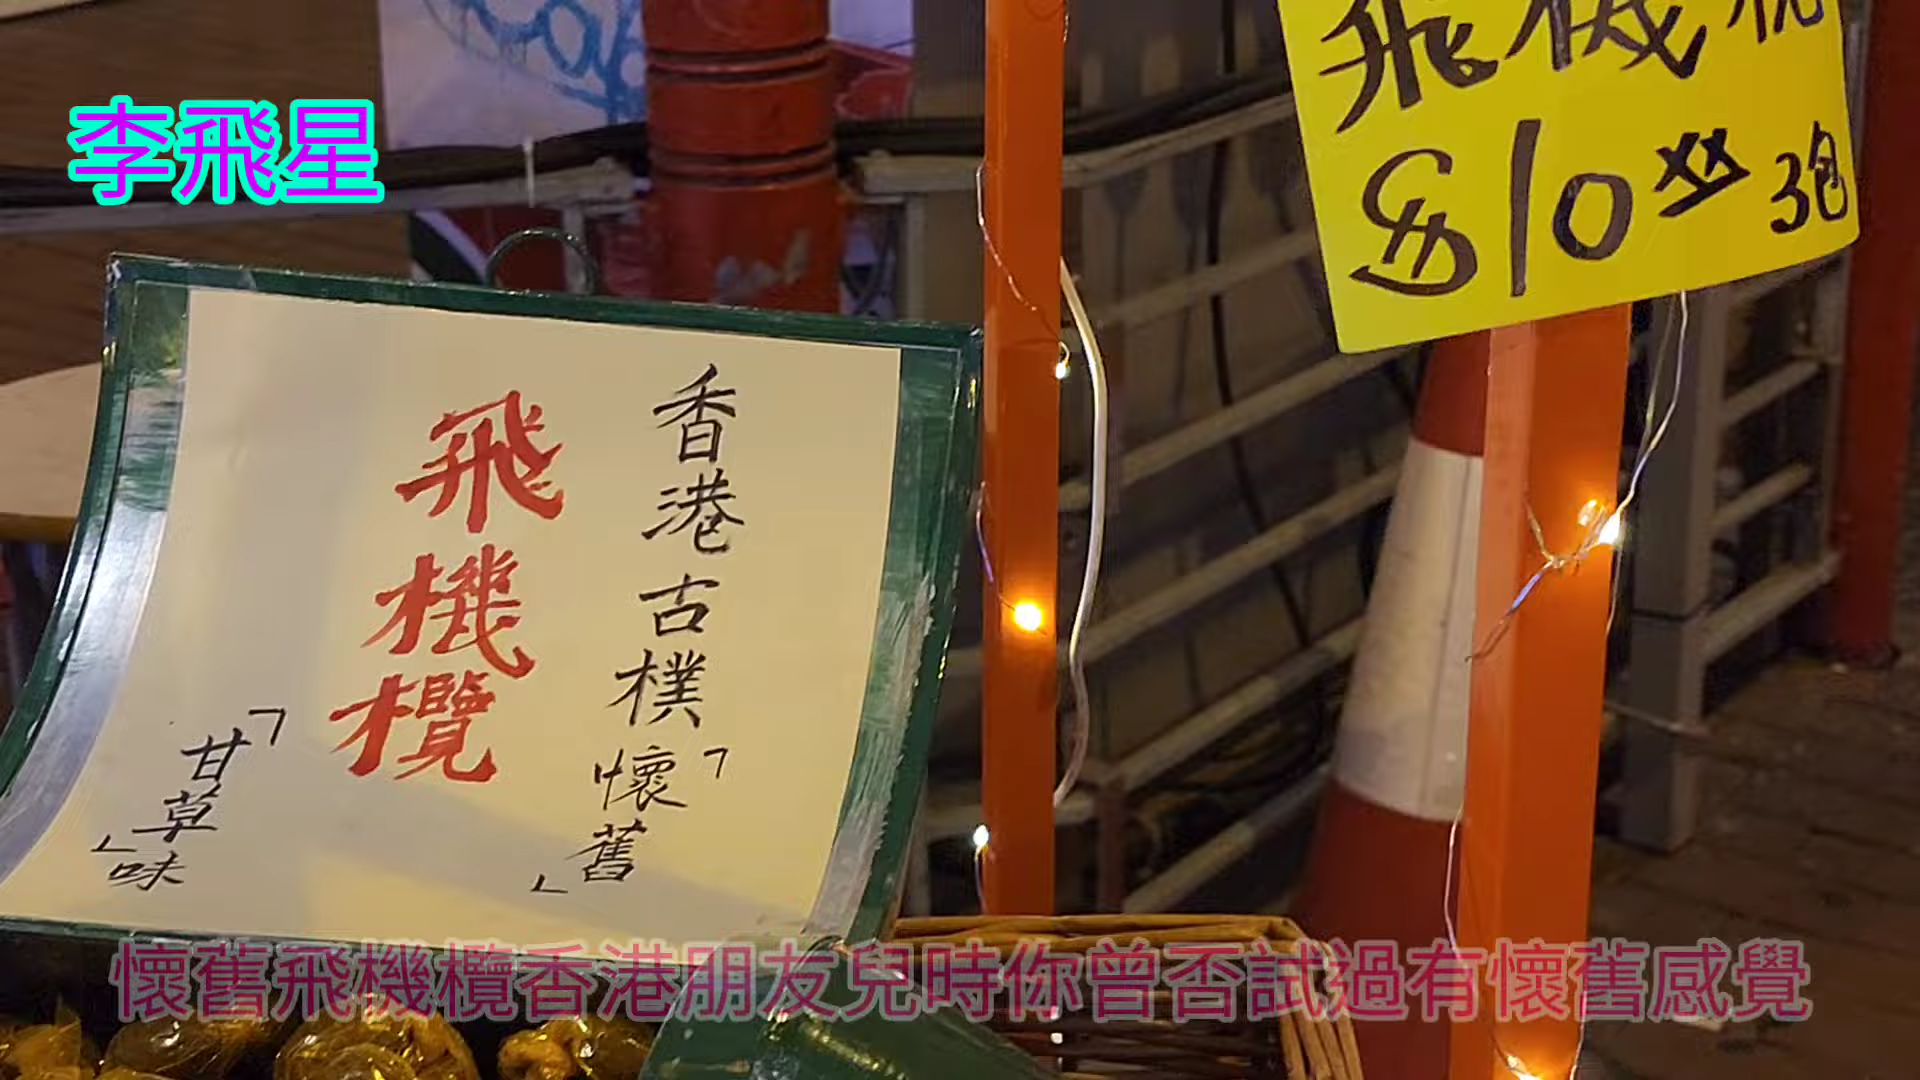 李飛星
飛機欖
$10 3包
香港古樸
「懷舊」
飛機欖
「甘草」味
懷舊飛機欖香港朋友兒時你曾否試過有懷舊感覺